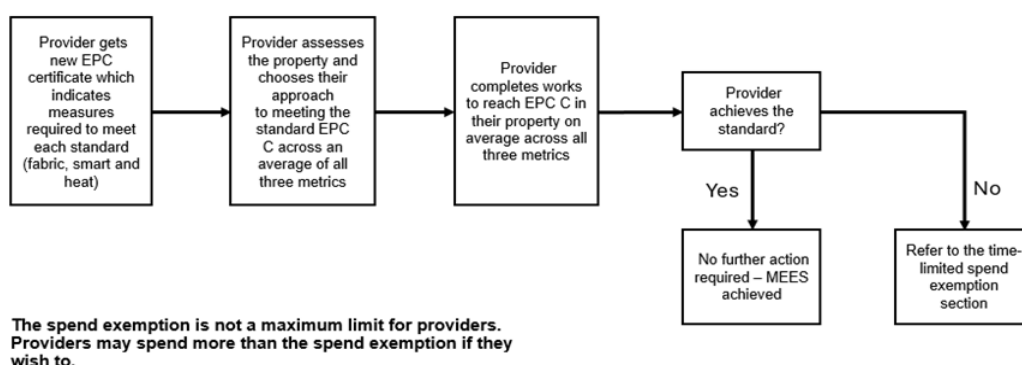 Provider gets
new EPC
certificate which
indicates
measures
required to meet
each standard
(fabric, smart and
heat)
Provider assesses
the property and
chooses their
approach
to meeting the
standard EPC
C across an
average of all
three metrics
Provider
completes works
to reach EPC C in
their property on
average across all
three metrics
Provider
achieves the
standard?
Yes
No
No further action
required – MEES
achieved
Refer to the time-
limited spend
exemption
section
The spend exemption is not a maximum limit for providers.
Providers may spend more than the spend exemption if they
wish to.